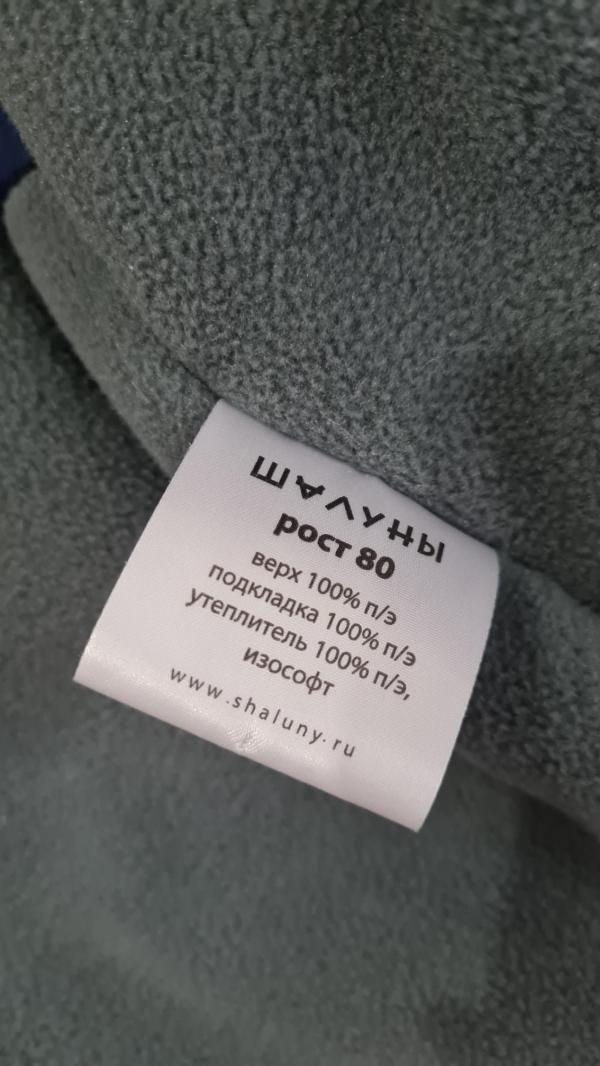 ШАЛУНЫ
рост 80
верх 100% п/э
подкладка 100% п/э
утеплитель 100% п/э,
изософт
www.shaluny.ru